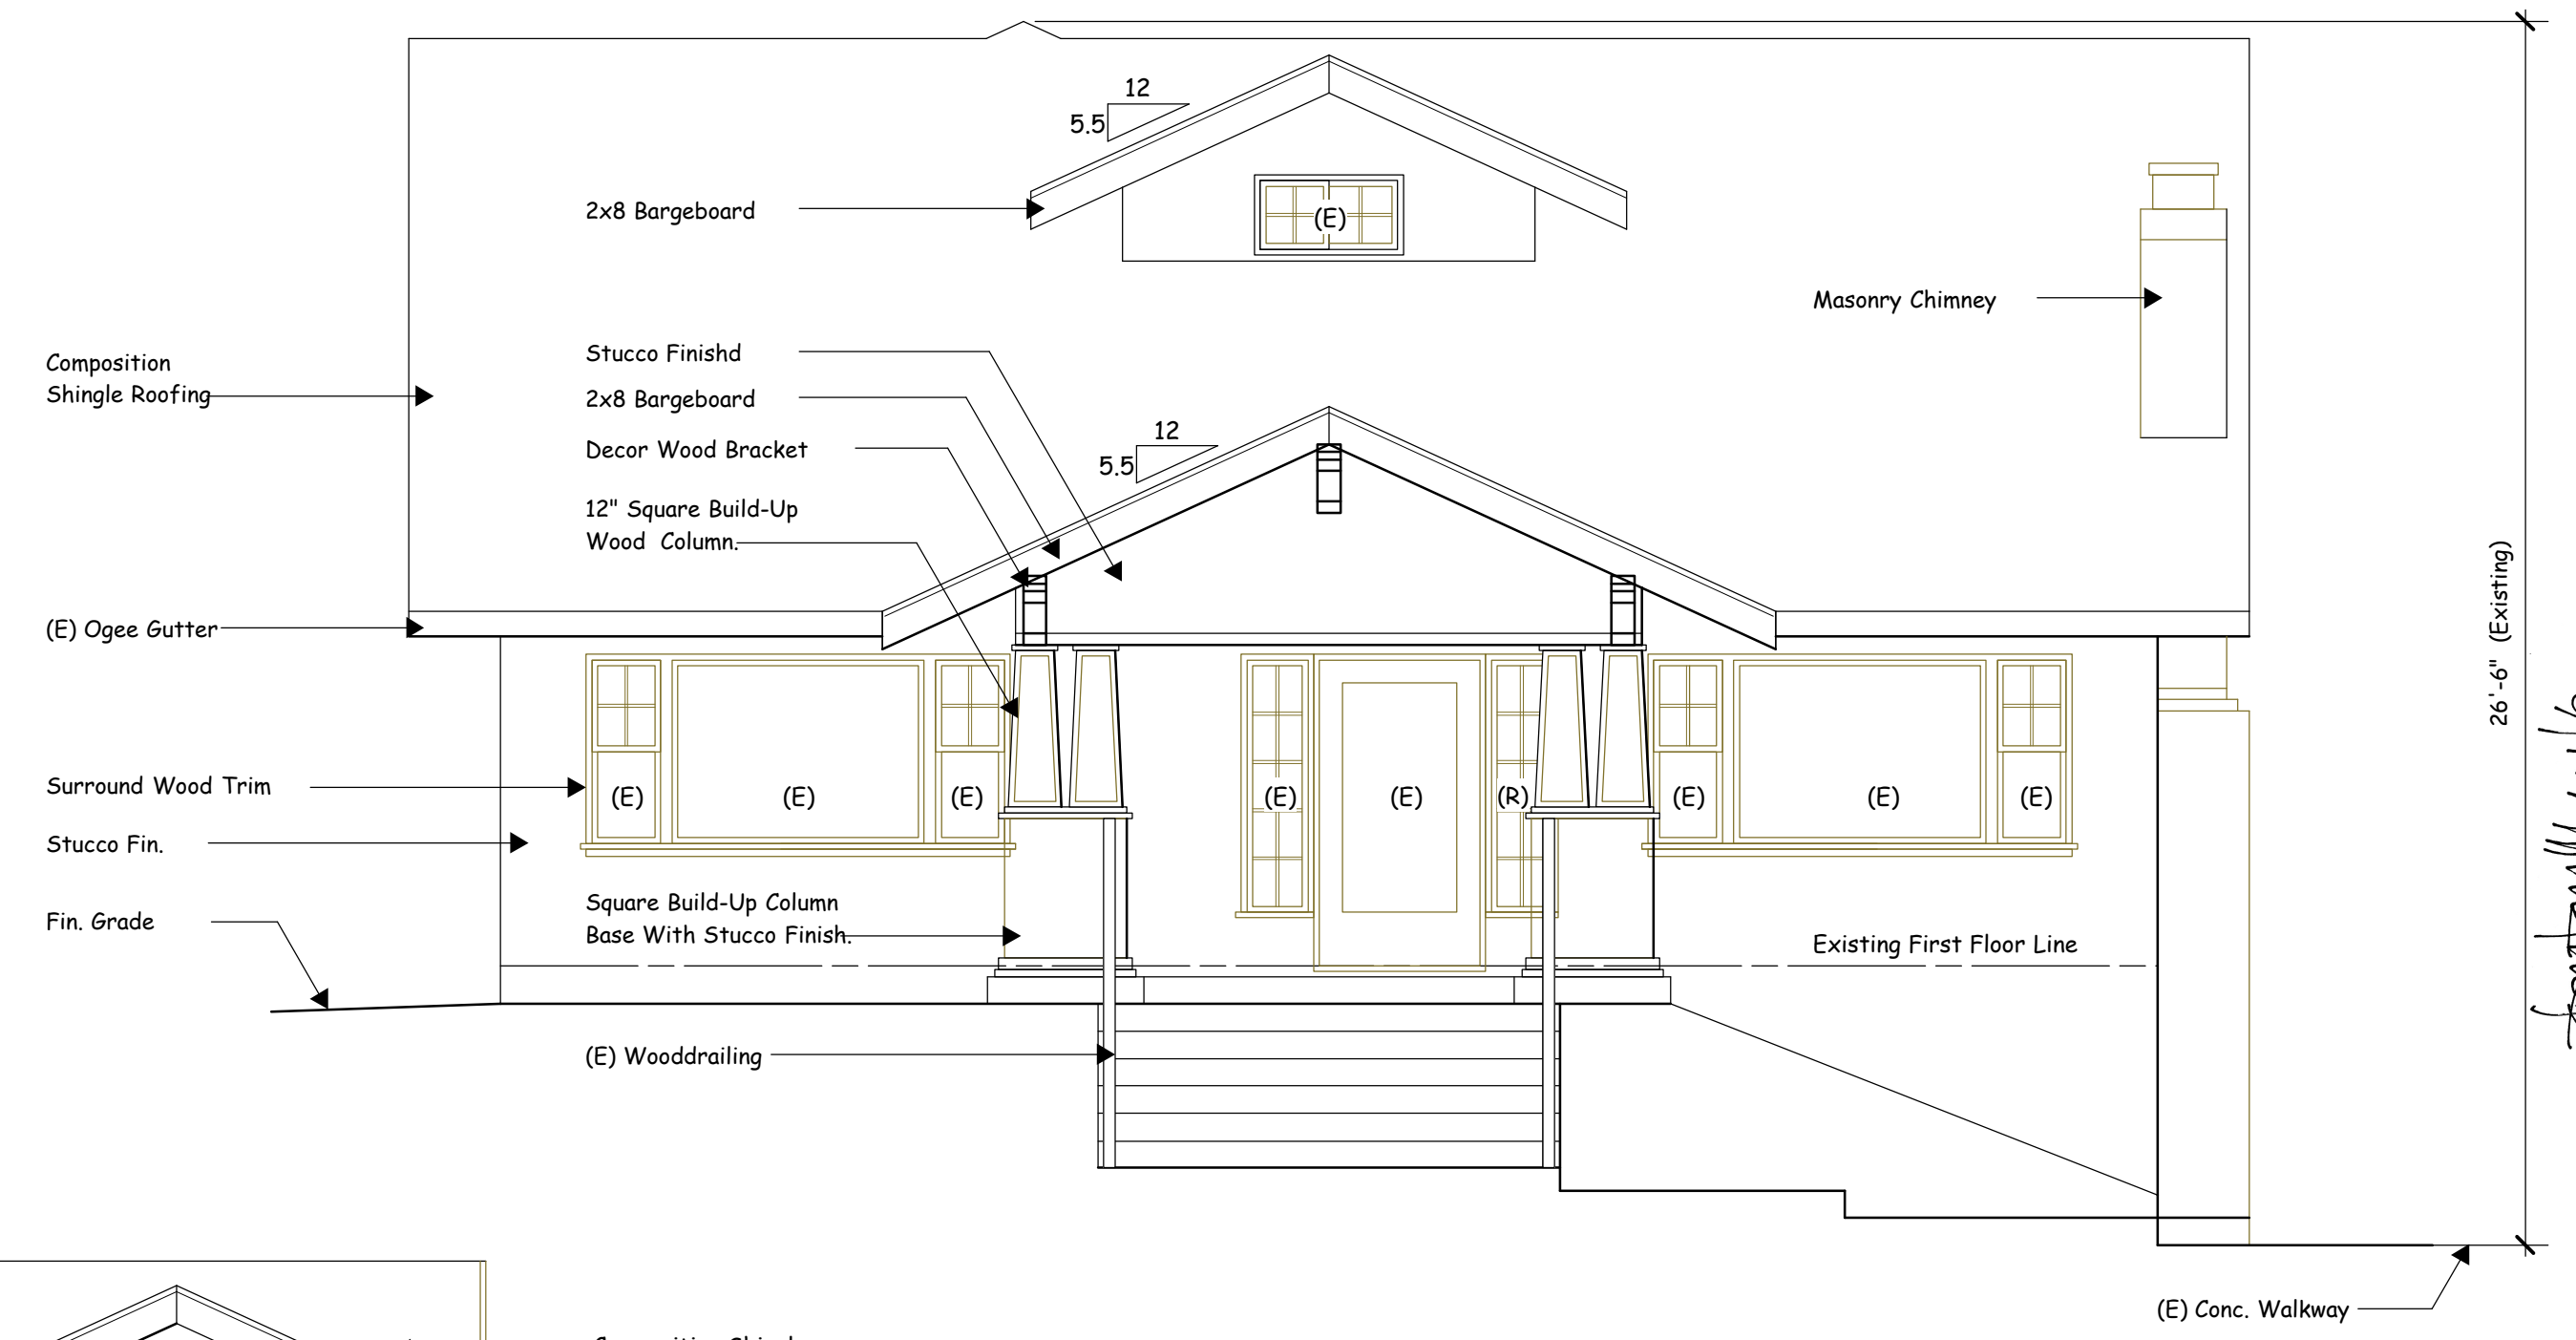 12
5.5
2x8 Bargeboard
(E)
Masonry Chimney
Composition
Shingle Roofing
Stucco Finishd
2x8 Bargeboard
Decor Wood Bracket
12" Square Build-Up
Wood Column.
12
5.5
(E) Ogee Gutter
26'-6" (Existing)
Surround Wood Trim
(E)
(E)
(E)
(E)
(E)
(R)
(E)
(E)
(E)
Stucco Fin.
Fin. Grade
Square Build-Up Column
Base With Stucco Finish.
Existing First Floor Line
(E) Wooddrailing
(E) Conc. Walkway